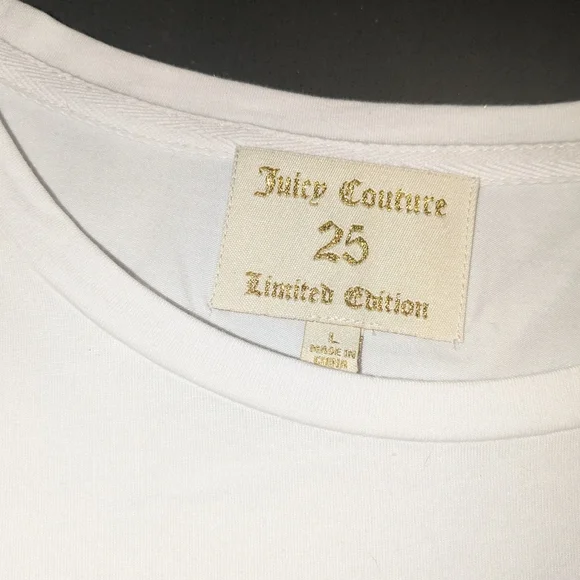 Juicy Couture
25
Limited Edition
L
MADE IN
CHINA